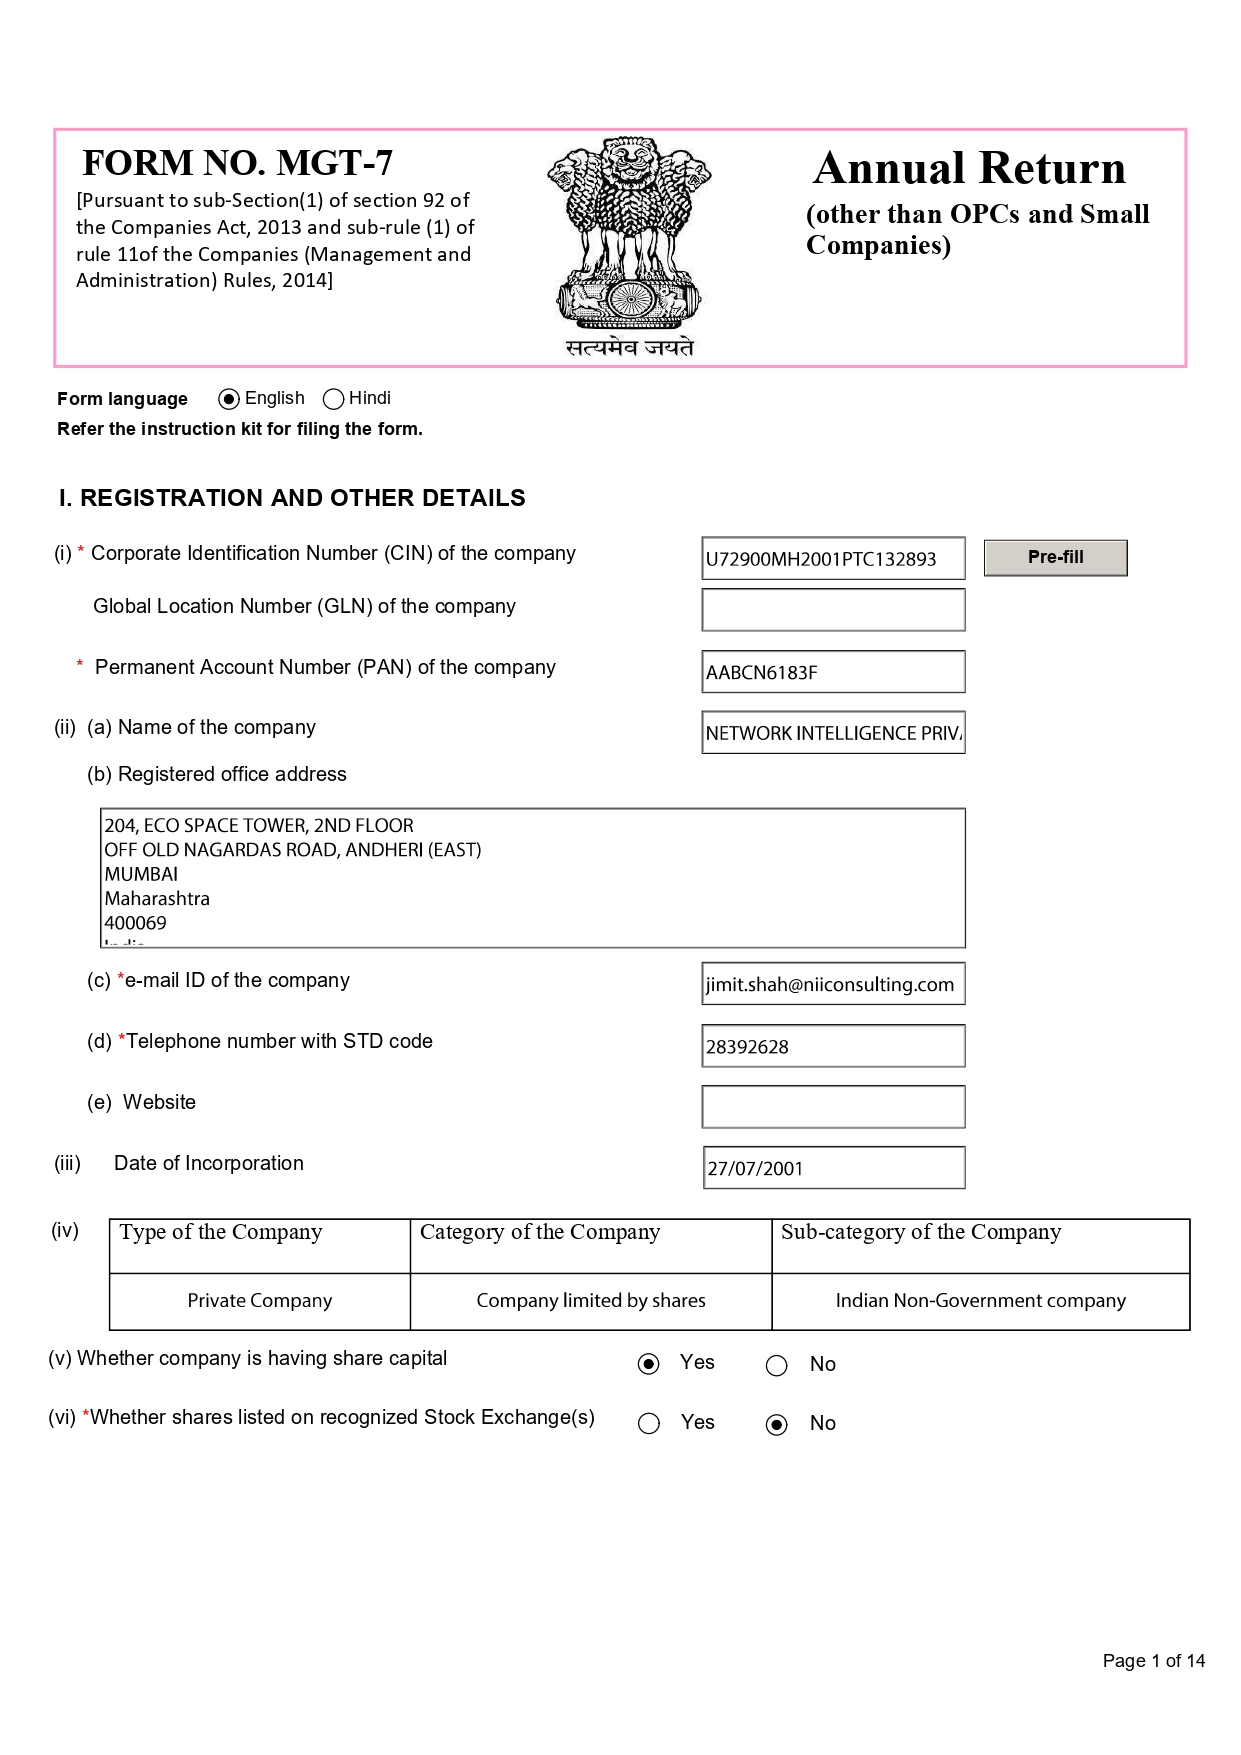 FORM NO. MGT-7
[Pursuant to sub-Section(1) of section 92 of
the Companies Act, 2013 and sub-rule (1) of
rule 11of the Companies (Management and
Administration) Rules, 2014]
सत्यमेव जयते
Annual Return
(other than OPCs and Small
Companies)
Form language English Hindi
Refer the instruction kit for filing the form.
I. REGISTRATION AND OTHER DETAILS
(i) * Corporate Identification Number (CIN) of the company U72900MH2001PTC132893 Pre-fill
Global Location Number (GLN) of the company
* Permanent Account Number (PAN) of the company AABCN6183F
(ii) (a) Name of the company NETWORK INTELLIGENCE PRIV
(b) Registered office address
204, ECO SPACE TOWER, 2ND FLOOR
OFF OLD NAGARDAS ROAD, ANDHERI (EAST)
MUMBAI
Maharashtra
400069
(c) *e-mail ID of the company jimit.shah@niiconsulting.com
(d) *Telephone number with STD code 28392628
(e) Website
(iii) Date of Incorporation 27/07/2001
(iv) Type of the Company Category of the Company Sub-category of the Company
Private Company Company limited by shares Indian Non-Government company
(v) Whether company is having share capital Yes No
(vi) *Whether shares listed on recognized Stock Exchange(s) Yes No
Page 1 of 14